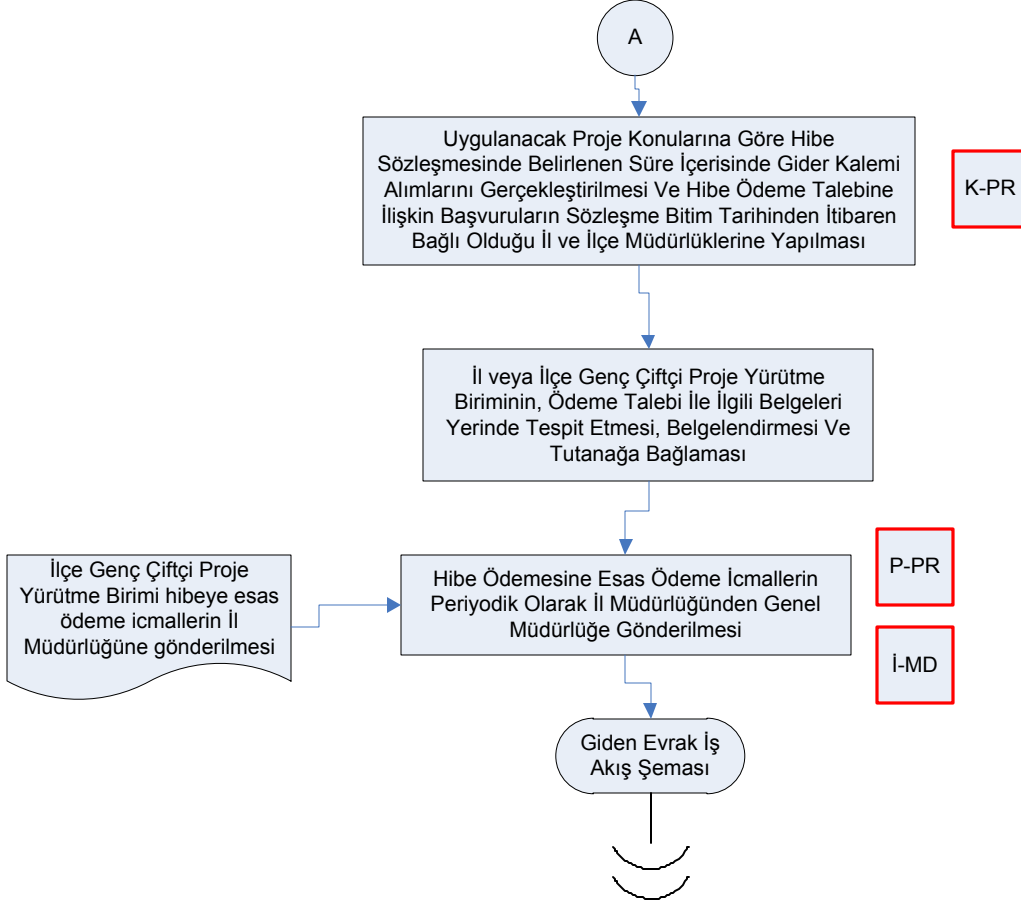 A
Uygulanacak Proje Konularına Göre Hibe
Sözleşmesinde Belirlenen Süre İçerisinde Gider Kalemi
Alımlarını Gerçekleştirilmesi Ve Hibe Ödeme Talebine
İlişkin Başvuruların Sözleşme Bitim Tarihinden İtibaren
Bağlı Olduğu İl ve İlçe Müdürlüklerine Yapılması
K-PR
İl veya İlçe Genç Çiftçi Proje Yürütme
Biriminin, Ödeme Talebi İle İlgili Belgeleri
Yerinde Tespit Etmesi, Belgelendirmesi Ve
Tutanağa Bağlaması
İlçe Genç Çiftçi Proje
Yürütme Birimi hibeye esas
ödeme icmallerin İl
Müdürlüğüne gönderilmesi
Hibe Ödemesine Esas Ödeme İcmallerin
Periyodik Olarak İl Müdürlüğünden Genel
Müdürlüğe Gönderilmesi
P-PR
İ-MD
Giden Evrak İş
Akış Şeması